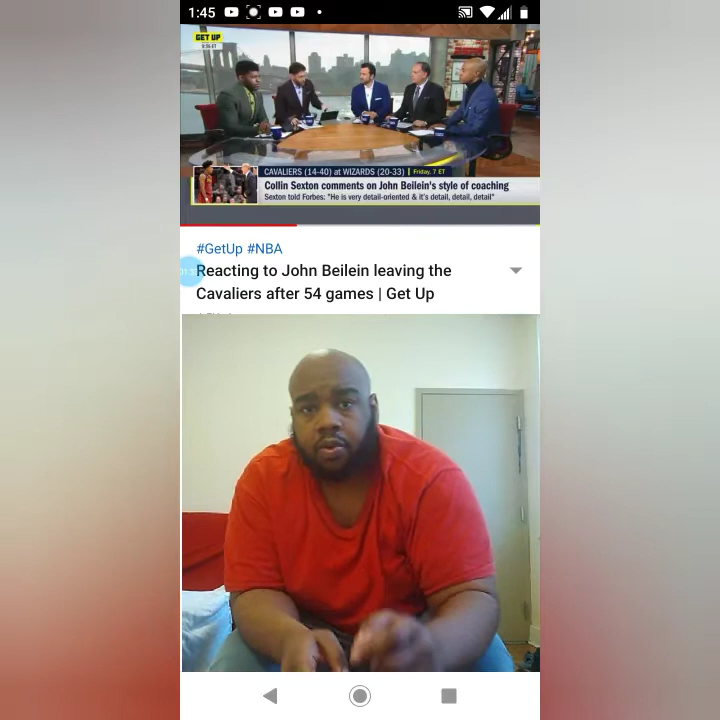 1:45
GET UP
CAVALIERS (14-40) at WIZARDS (20-33) | Friday, 7 ET
Collin Sexton comments on John Beilein's style of coaching
Sexton told Forbes: "He is very detail-oriented & it's detail, detail, detail"
#GetUp #NBA
Reacting to John Beilein leaving the
Cavaliers after 54 games | Get Up